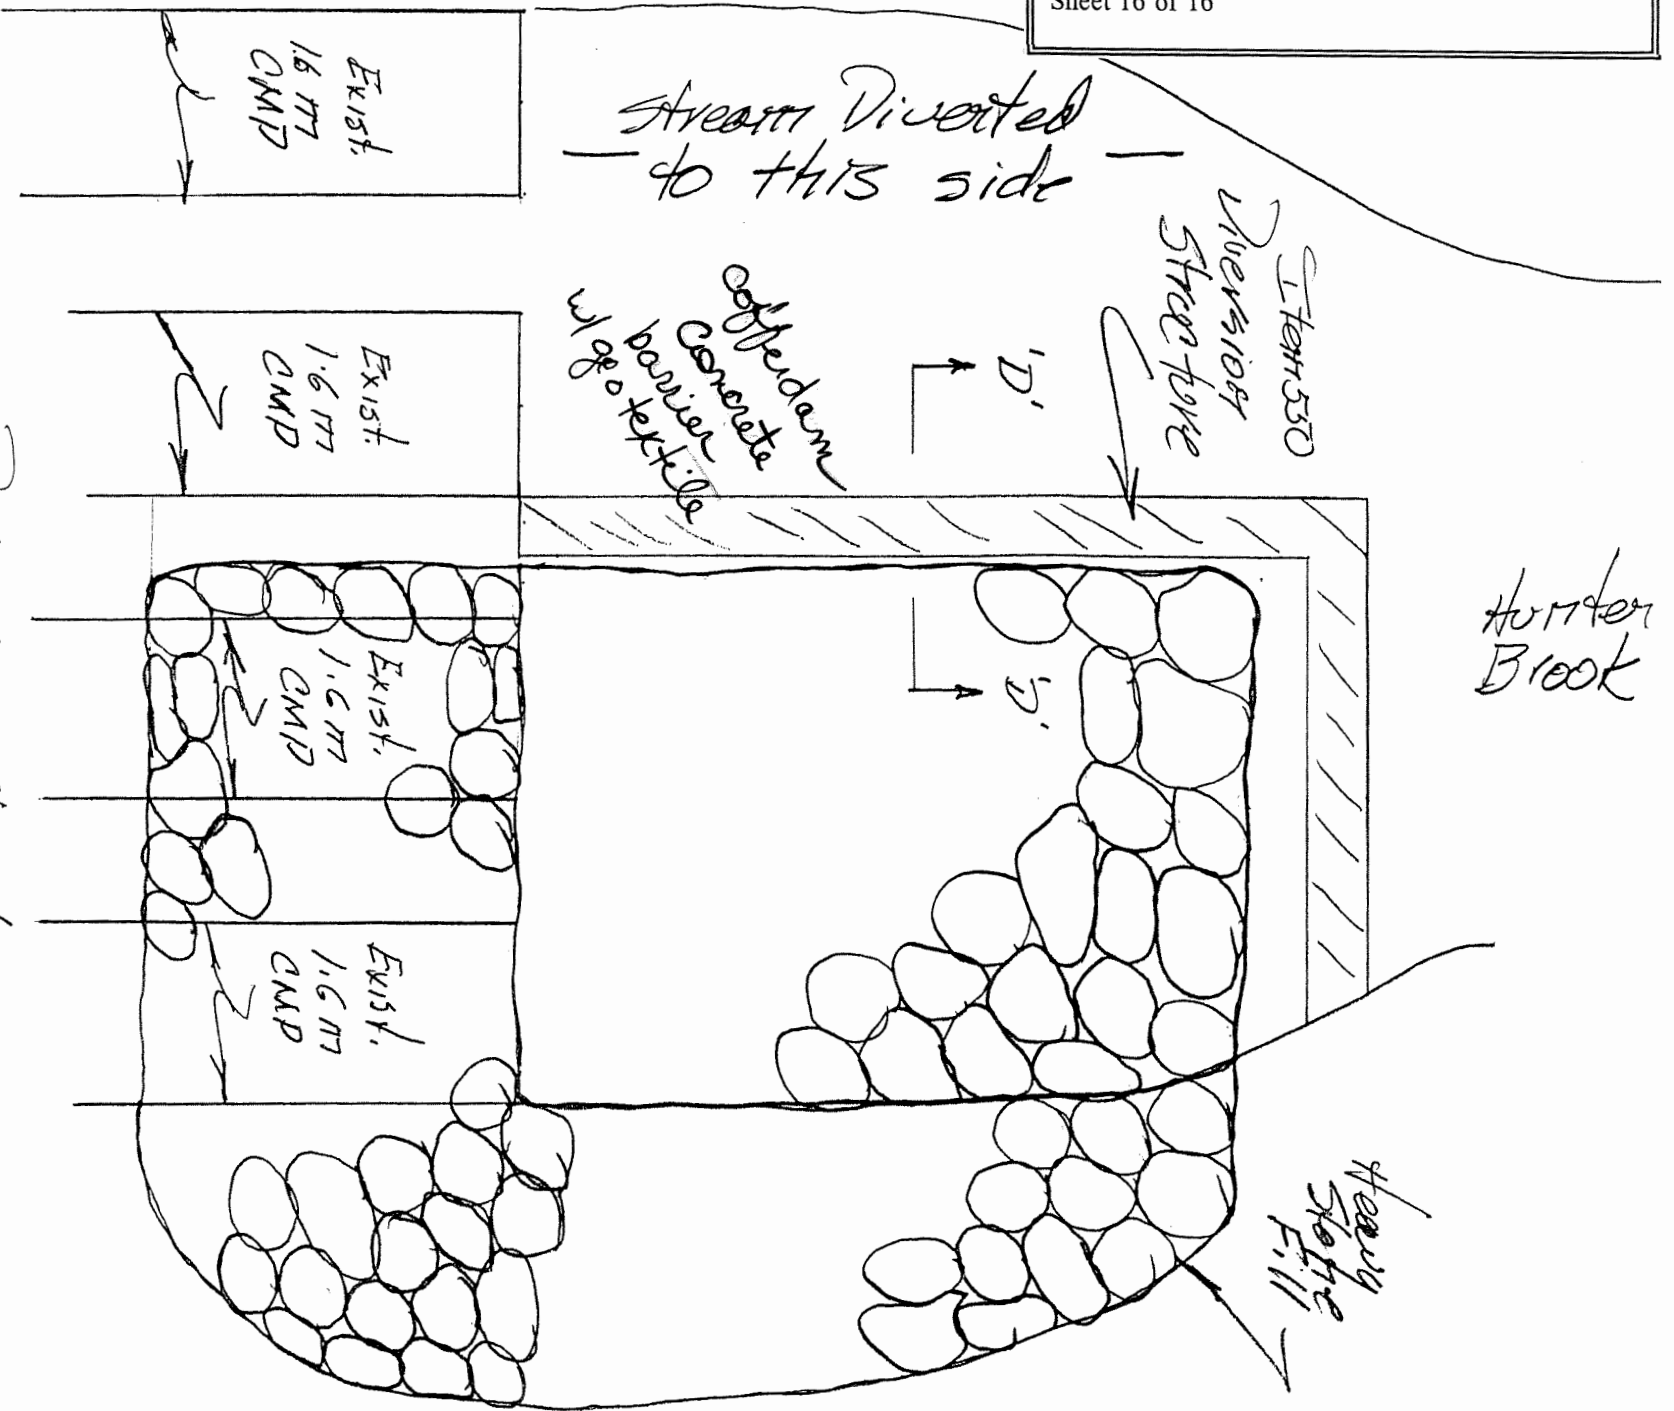 Sheet 16 of 16
Exist.
1.6 m
CMP
Stream Diverted
to this side
Item 550
Diversion
Structure
cofferdam
concrete
barrier
w/ geotextile
'D'
Exist.
1.6 m
CMP
Hunter
Brook
'D'
Exist.
1.6 m
CMP
Exist.
1.6 m
CMP
Heavy
Stone
Fill